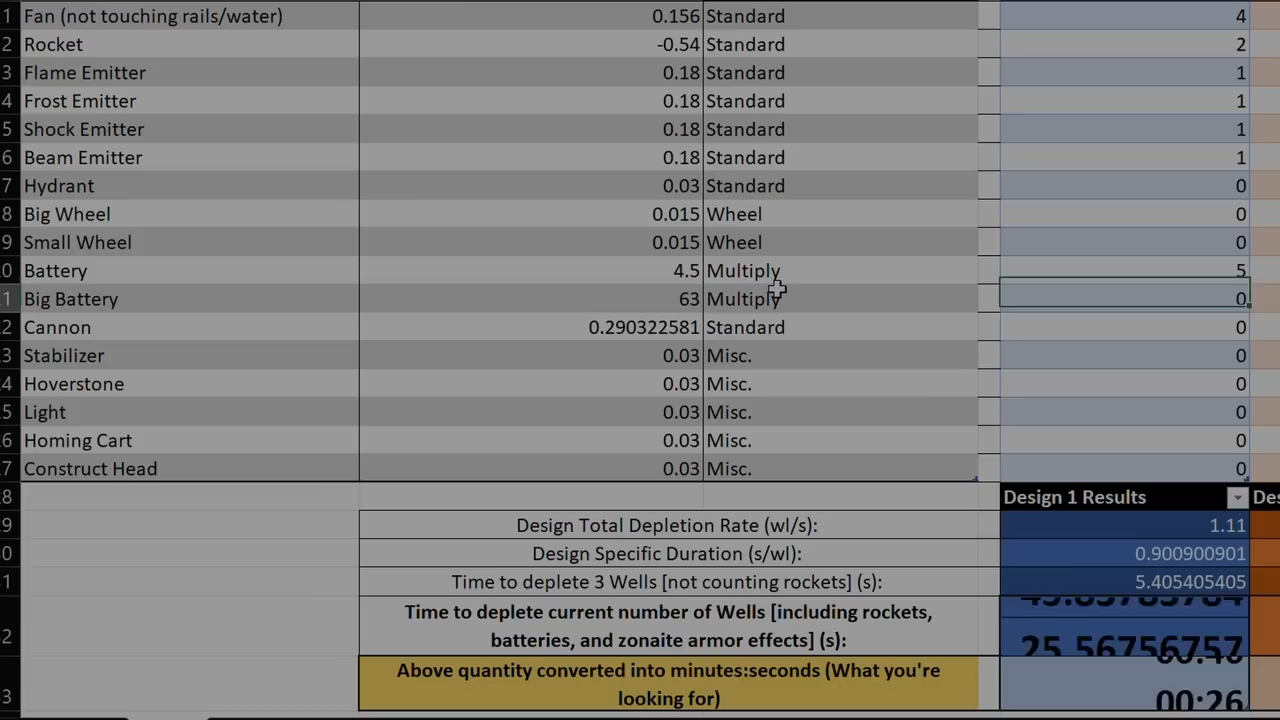 1 Fan (not touching rails/water) 0.156 Standard 4
2 Rocket -0.54 Standard 2
3 Flame Emitter 0.18 Standard 1
4 Frost Emitter 0.18 Standard 1
5 Shock Emitter 0.18 Standard 1
6 Beam Emitter 0.18 Standard 1
7 Hydrant 0.03 Standard 0
8 Big Wheel 0.015 Wheel 0
9 Small Wheel 0.015 Wheel 0
0 Battery 4.5 Multiply 5
1 Big Battery 63 Multiply 0
2 Cannon 0.290322581 Standard 0
3 Stabilizer 0.03 Misc. 0
4 Hoverstone 0.03 Misc. 0
5 Light 0.03 Misc. 0
6 Homing Cart 0.03 Misc. 0
7 Construct Head 0.03 Misc. 0
8 Design 1 Results Des
9 Design Total Depletion Rate (wl/s): 1.11
0 Design Specific Duration (s/wl): 0.900900901
1 Time to deplete 3 Wells [not counting rockets] (s): 5.405405405
Time to deplete current number of Wells [including rockets,
2 batteries, and zonaite armor effects] (s): 25.56756757
Above quantity converted into minutes:seconds (What you're
3 looking for) 00:26